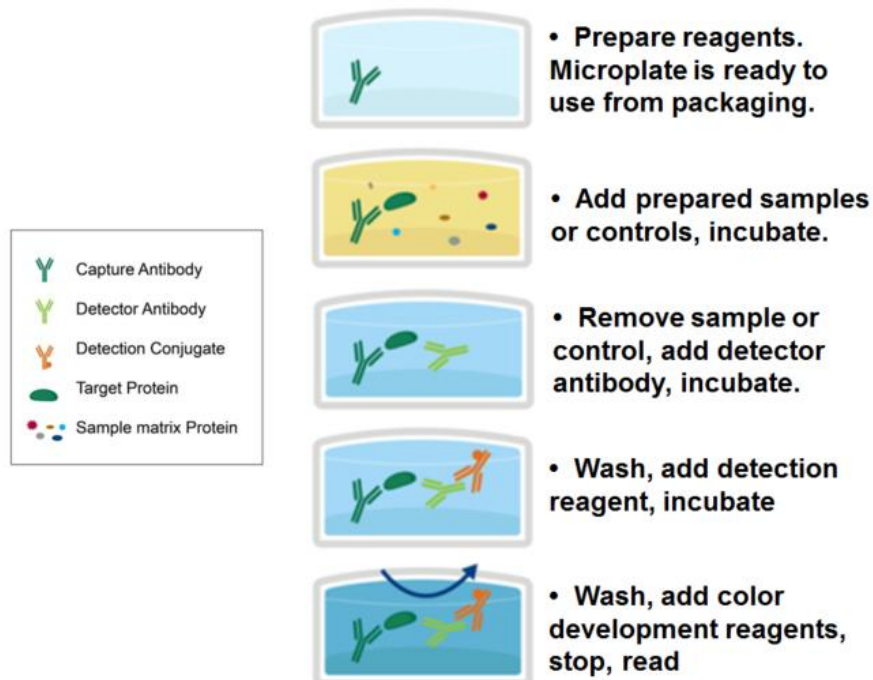 • Prepare reagents.
Microplate is ready to
use from packaging.
• Add prepared samples
or controls, incubate.
Capture Antibody
Detector Antibody
Detection Conjugate
Target Protein
Sample matrix Protein
• Remove sample or
control, add detector
antibody, incubate.
• Wash, add detection
reagent, incubate
• Wash, add color
development reagents,
stop, read